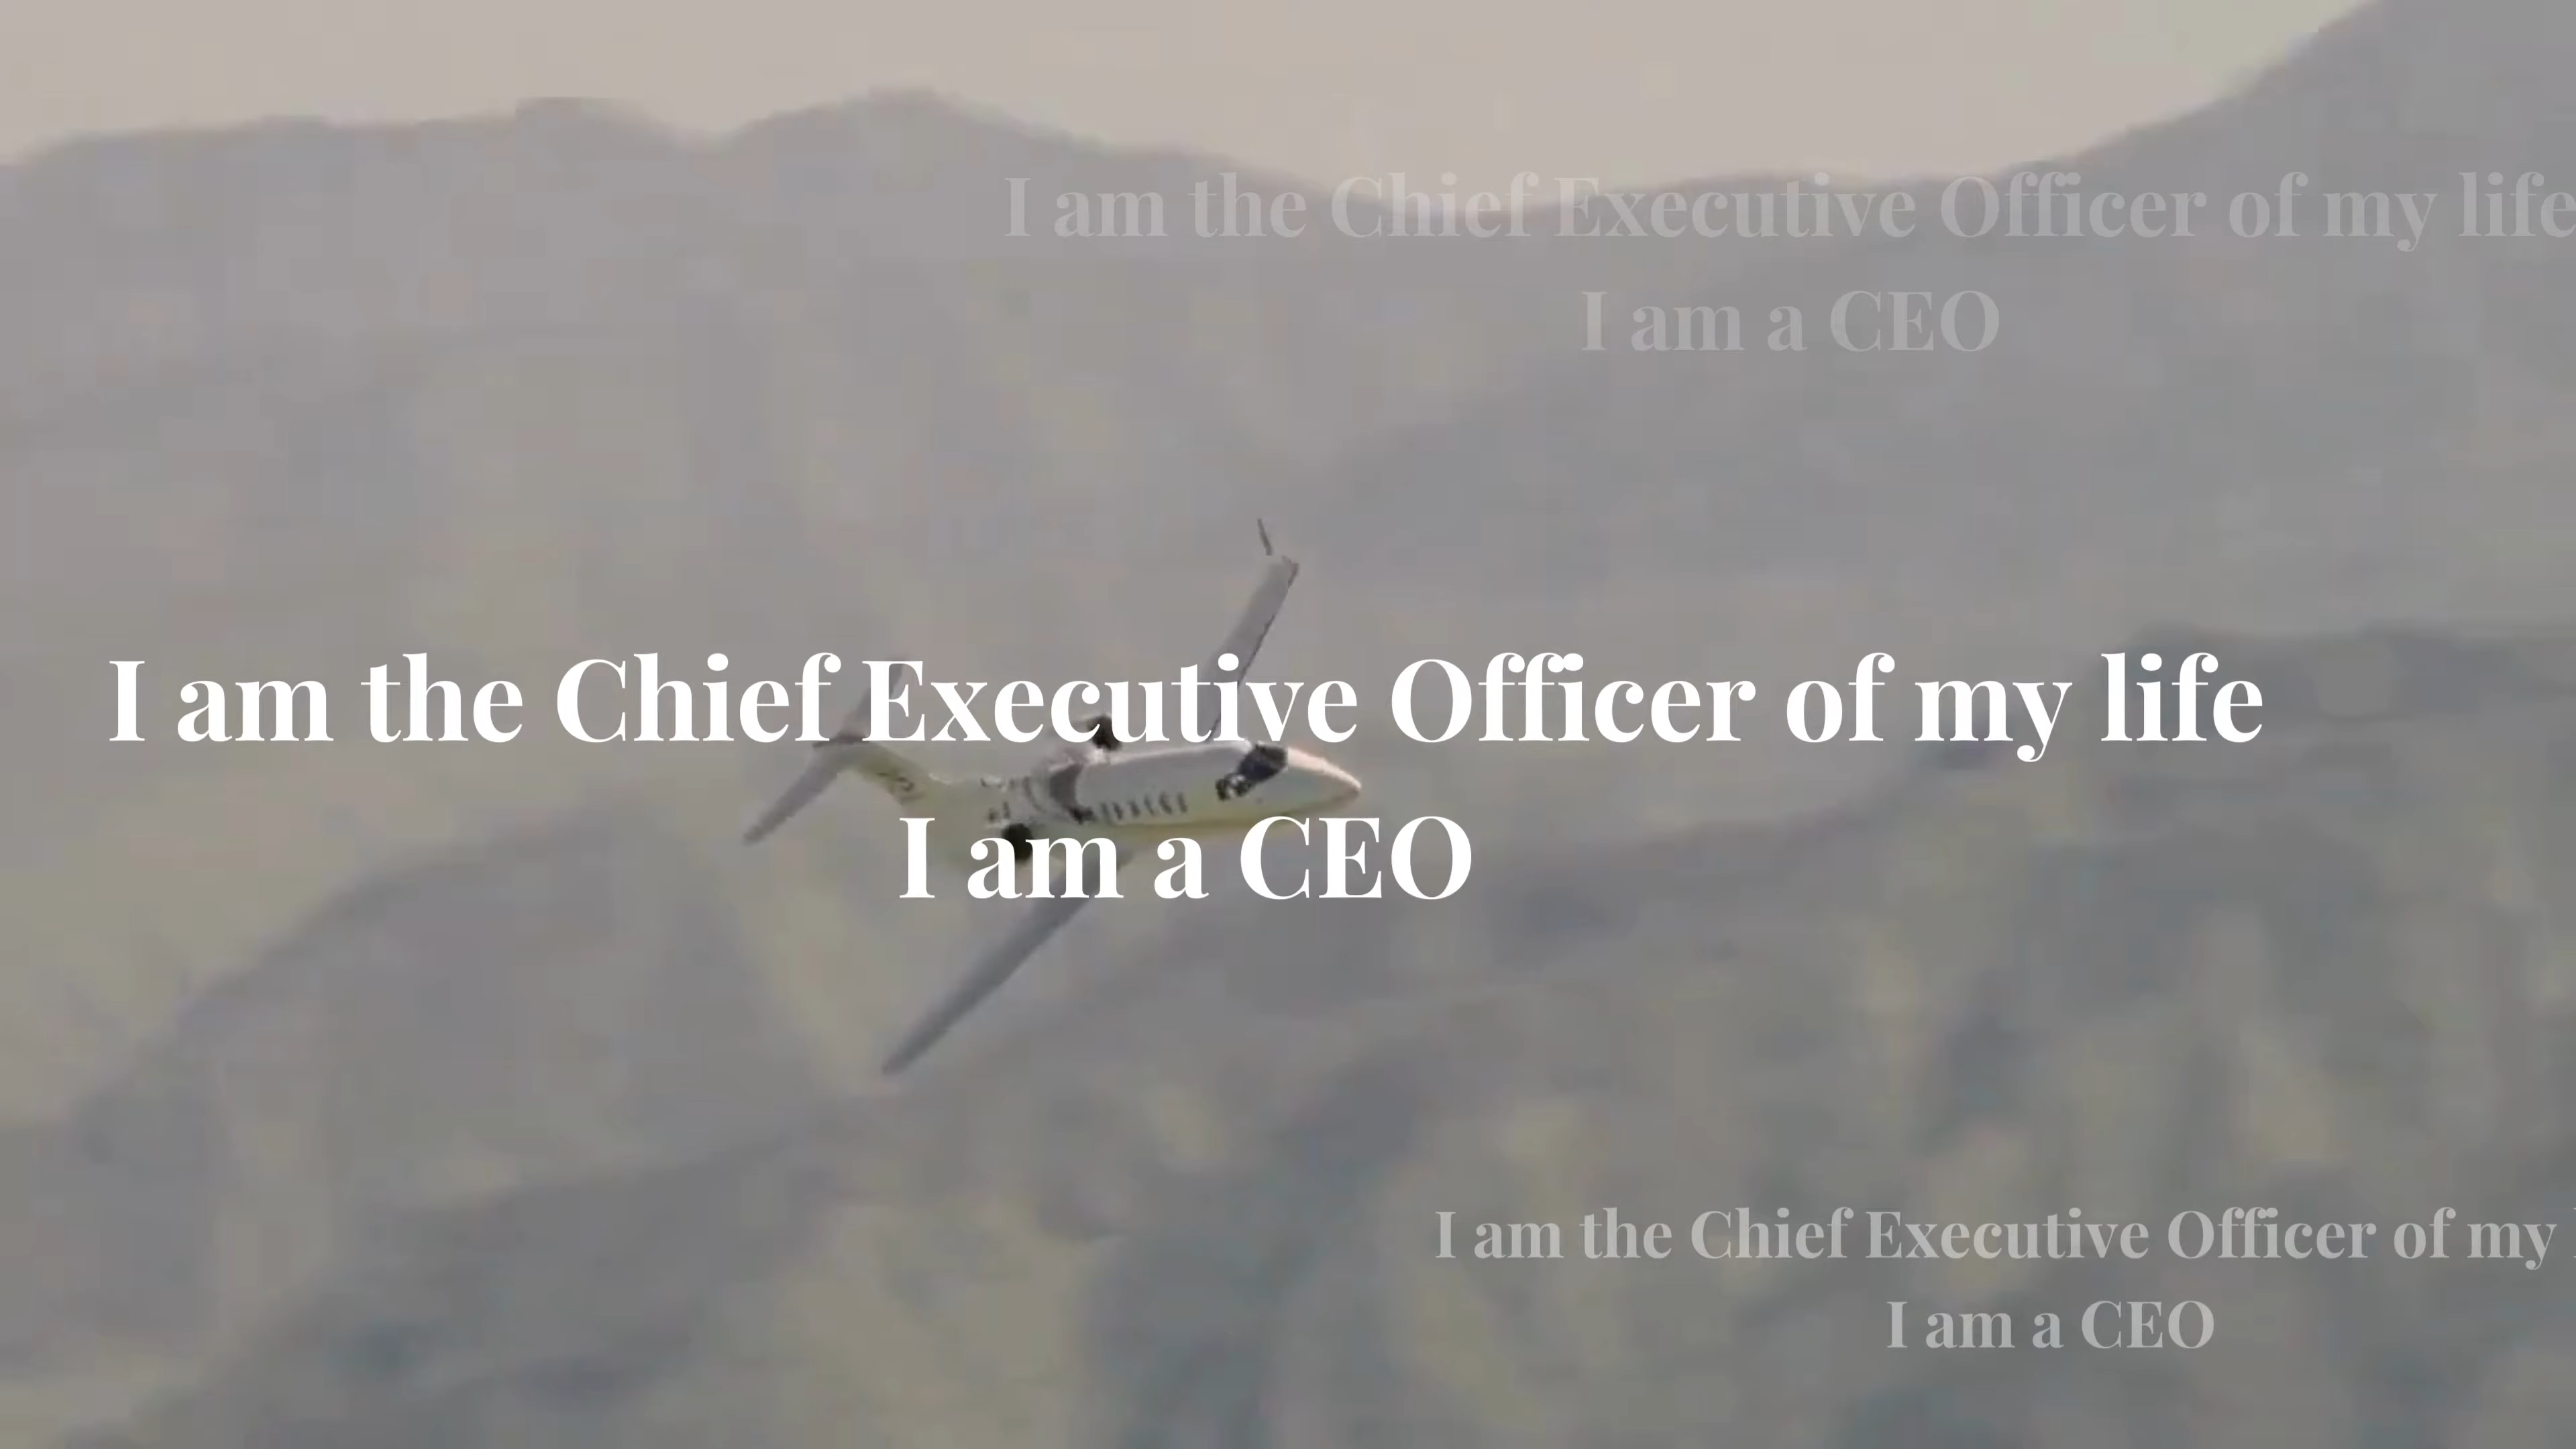 I am the Chief Executive Officer of my life
I am a CEO
I am the Chief Executive Officer of my life
I am a CEO
I am the Chief Executive Officer of my
I am a CEO